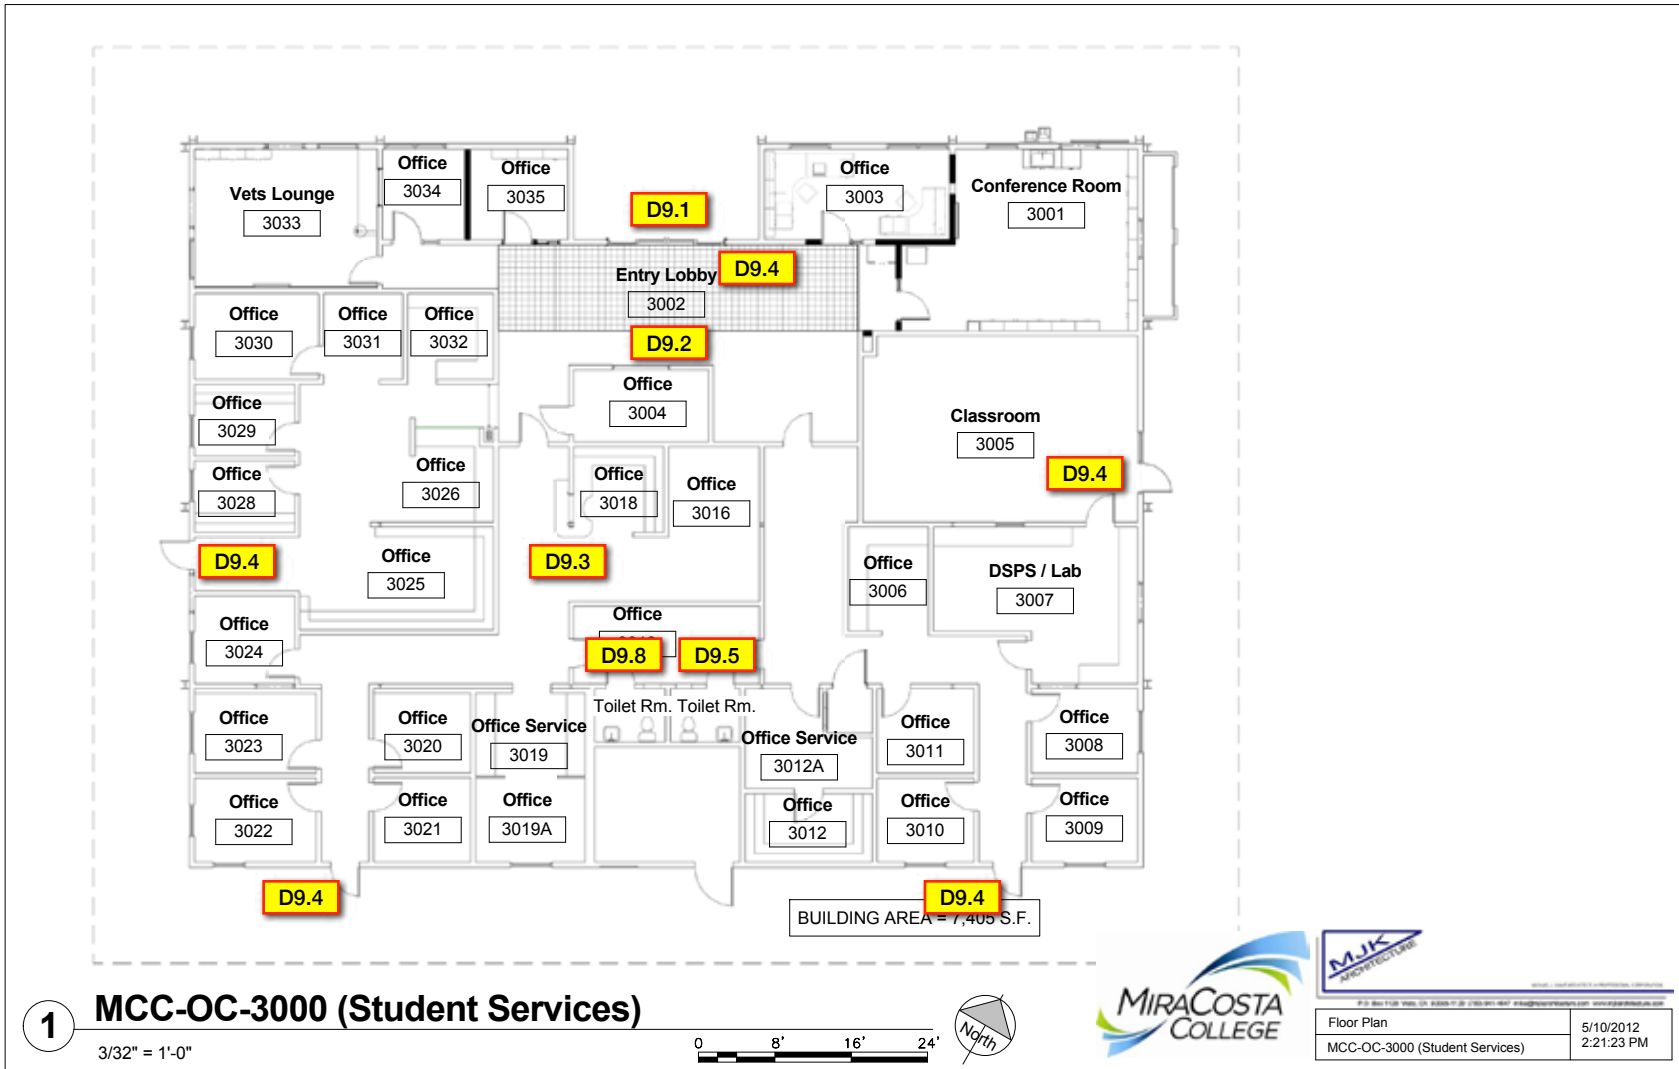 Office
3034
Office
3035
Vets Lounge
3033
D9.1
Office
3003
Conference Room
3001
Entry Lobby
3002
D9.4
D9.2
Office
3030
Office
3031
Office
3032
Office
3004
Office
3029
Classroom
3005
D9.4
Office
3028
Office
3026
Office
3018
Office
3016
D9.4
Office
3025
D9.3
Office
3006
DSPS / Lab
3007
Office
3024
Office
D9.8
D9.5
Toilet Rm.
Toilet Rm.
Office
3023
Office
3020
Office Service
3019
Office Service
3012A
Office
3011
Office
3008
Office
3022
Office
3021
3019A
Office
3012
Office
3010
Office
3009
D9.4
D9.4
BUILDING AREA = 7,405 S.F.
1
MCC-OC-3000 (Student Services)
3/32" = 1'-0"
0 8' 16' 24'
North
MIRACOSTA
COLLEGE
MJK
ARCHITECTURE
Floor Plan
MCC-OC-3000 (Student Services)
5/10/2012
2:21:23 PM